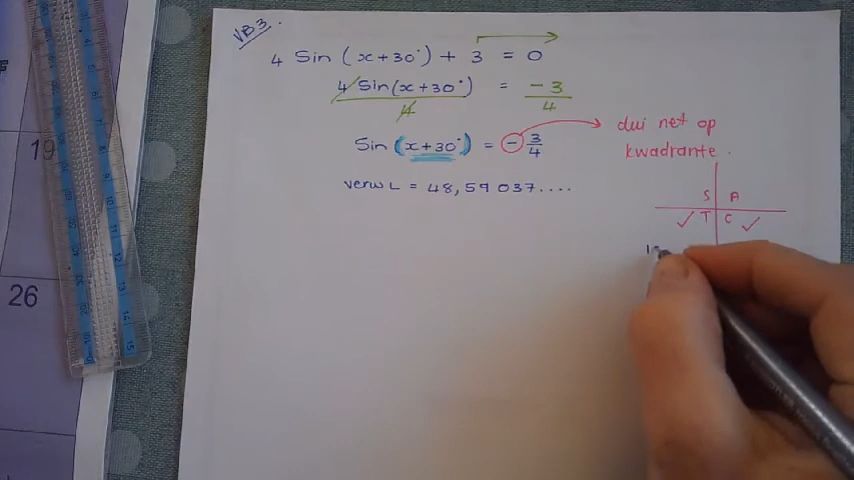 VB3.
4 Sin (x+30°) + 3 = 0
4 Sin(x+30°) / 4 = -3 / 4
Sin (x+30°) = - 3/4
dui net op
kwadrante.
verw L = 48,59 037....
S A
T C
19
26